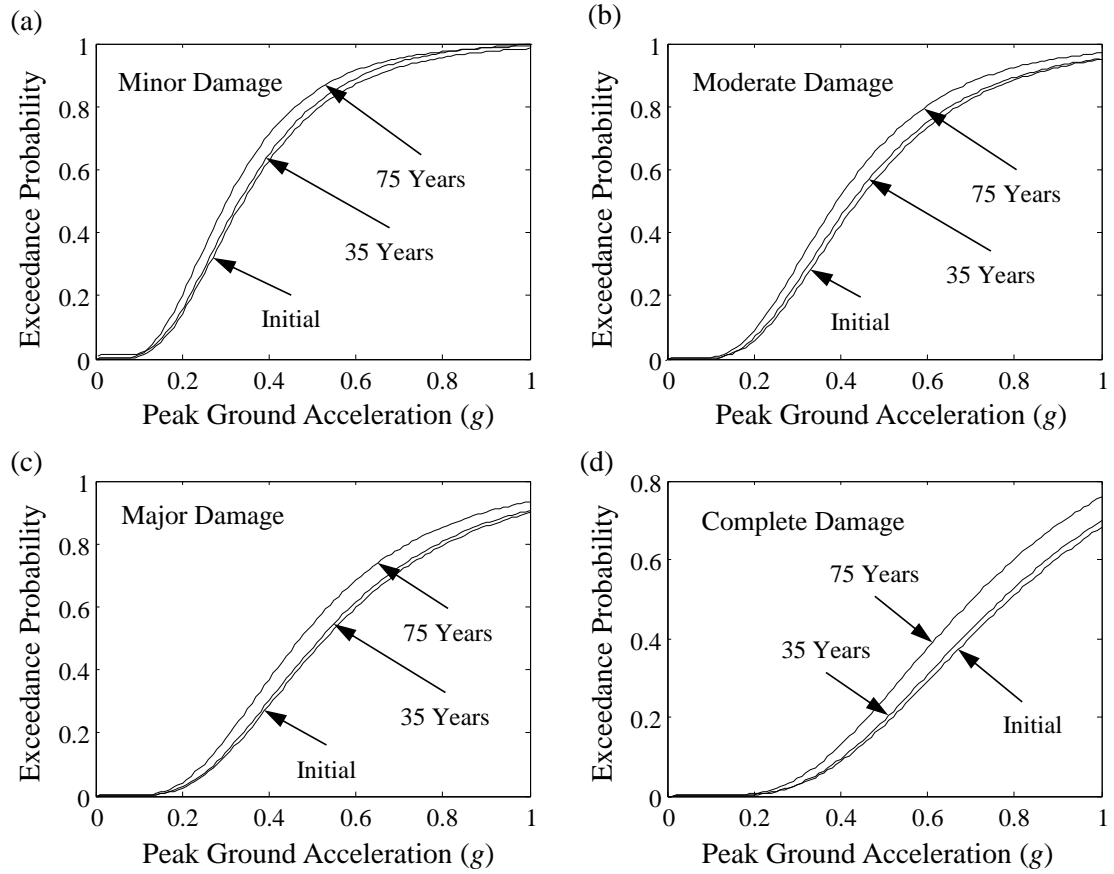 (a)
Minor Damage
75 Years
35 Years
Initial
Exceedance Probability
1
0.8
0.6
0.4
0.2
0
0 0.2 0.4 0.6 0.8 1
Peak Ground Acceleration (g)
(b)
Moderate Damage
75 Years
35 Years
Initial
Exceedance Probability
1
0.8
0.6
0.4
0.2
0
0 0.2 0.4 0.6 0.8 1
Peak Ground Acceleration (g)
(c)
Major Damage
75 Years
35 Years
Initial
Exceedance Probability
1
0.8
0.6
0.4
0.2
0
0 0.2 0.4 0.6 0.8 1
Peak Ground Acceleration (g)
(d)
Complete Damage
75 Years
35 Years
Initial
Exceedance Probability
0.8
0.6
0.4
0.2
0
0 0.2 0.4 0.6 0.8 1
Peak Ground Acceleration (g)